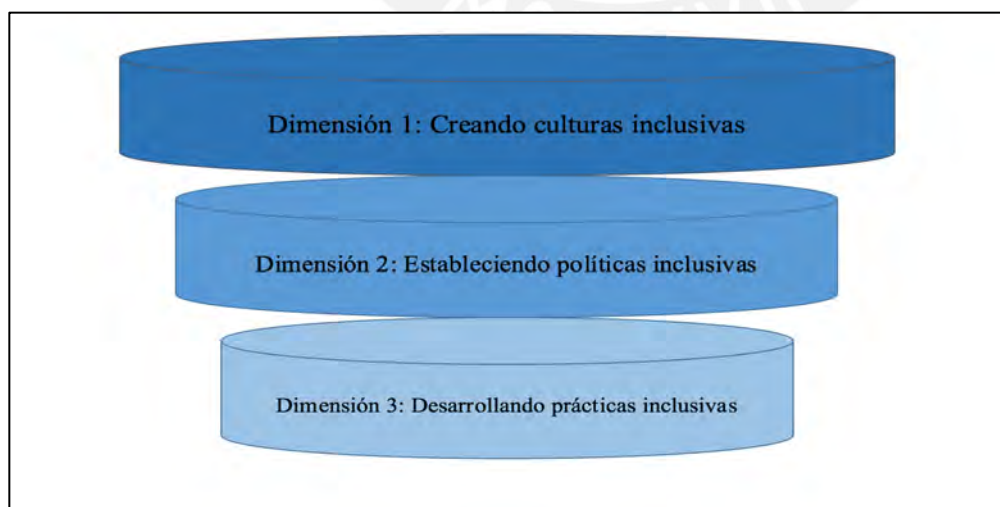 Dimensión 1: Creando culturas inclusivas
Dimensión 2: Estableciendo políticas inclusivas
Dimensión 3: Desarrollando prácticas inclusivas